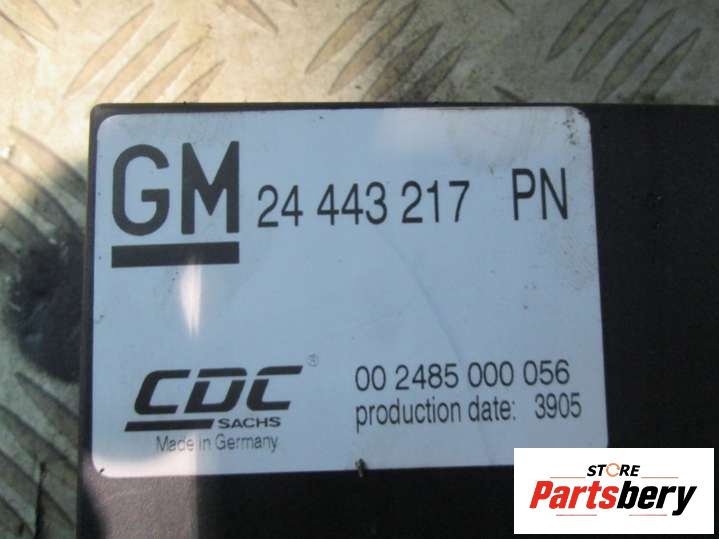 GM 24 443 217 PN
CDC ® 00 2485 000 056
SACHS production date: 3905
Made in Germany
STORE
Partsbery